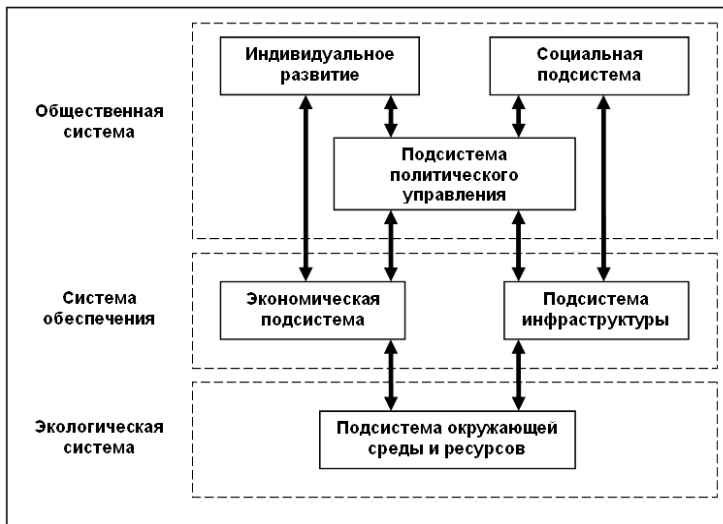 Индивидуальное
развитие
Социальная
подсистема
Общественная
система
Подсистема
политического
управления
Система
обеспечения
Экономическая
подсистема
Подсистема
инфраструктуры
Экологическая
система
Подсистема окружающей
среды и ресурсов